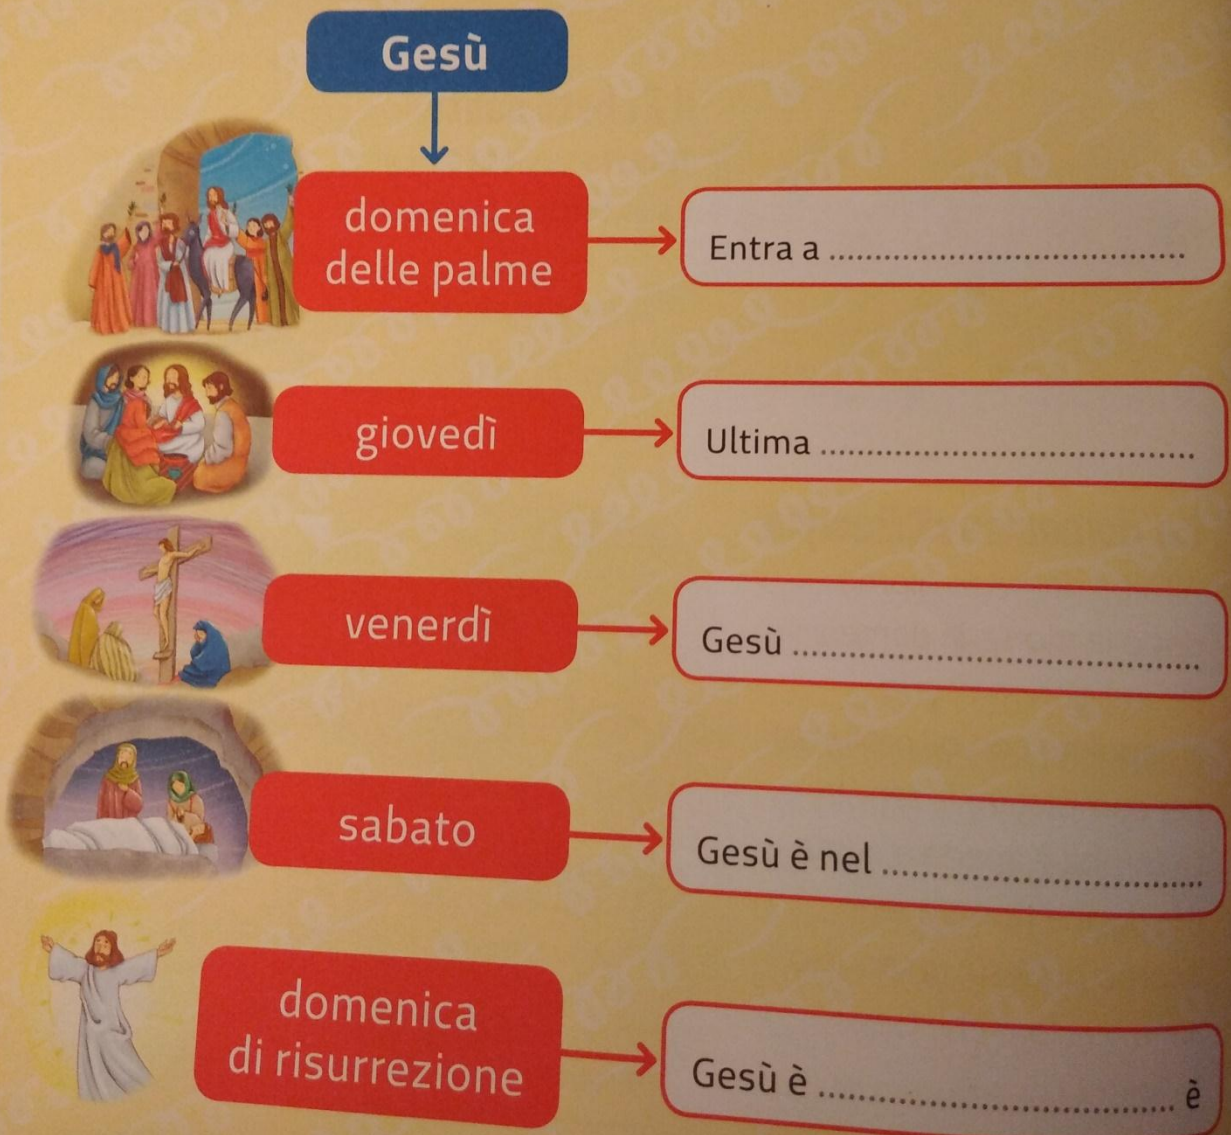 Gesù
domenica
delle palme
Entra a ........................................
giovedì
Ultima ........................................
venerdì
Gesù ........................................
sabato
Gesù è nel ........................................
domenica
di risurrezione
Gesù è ........................................ è